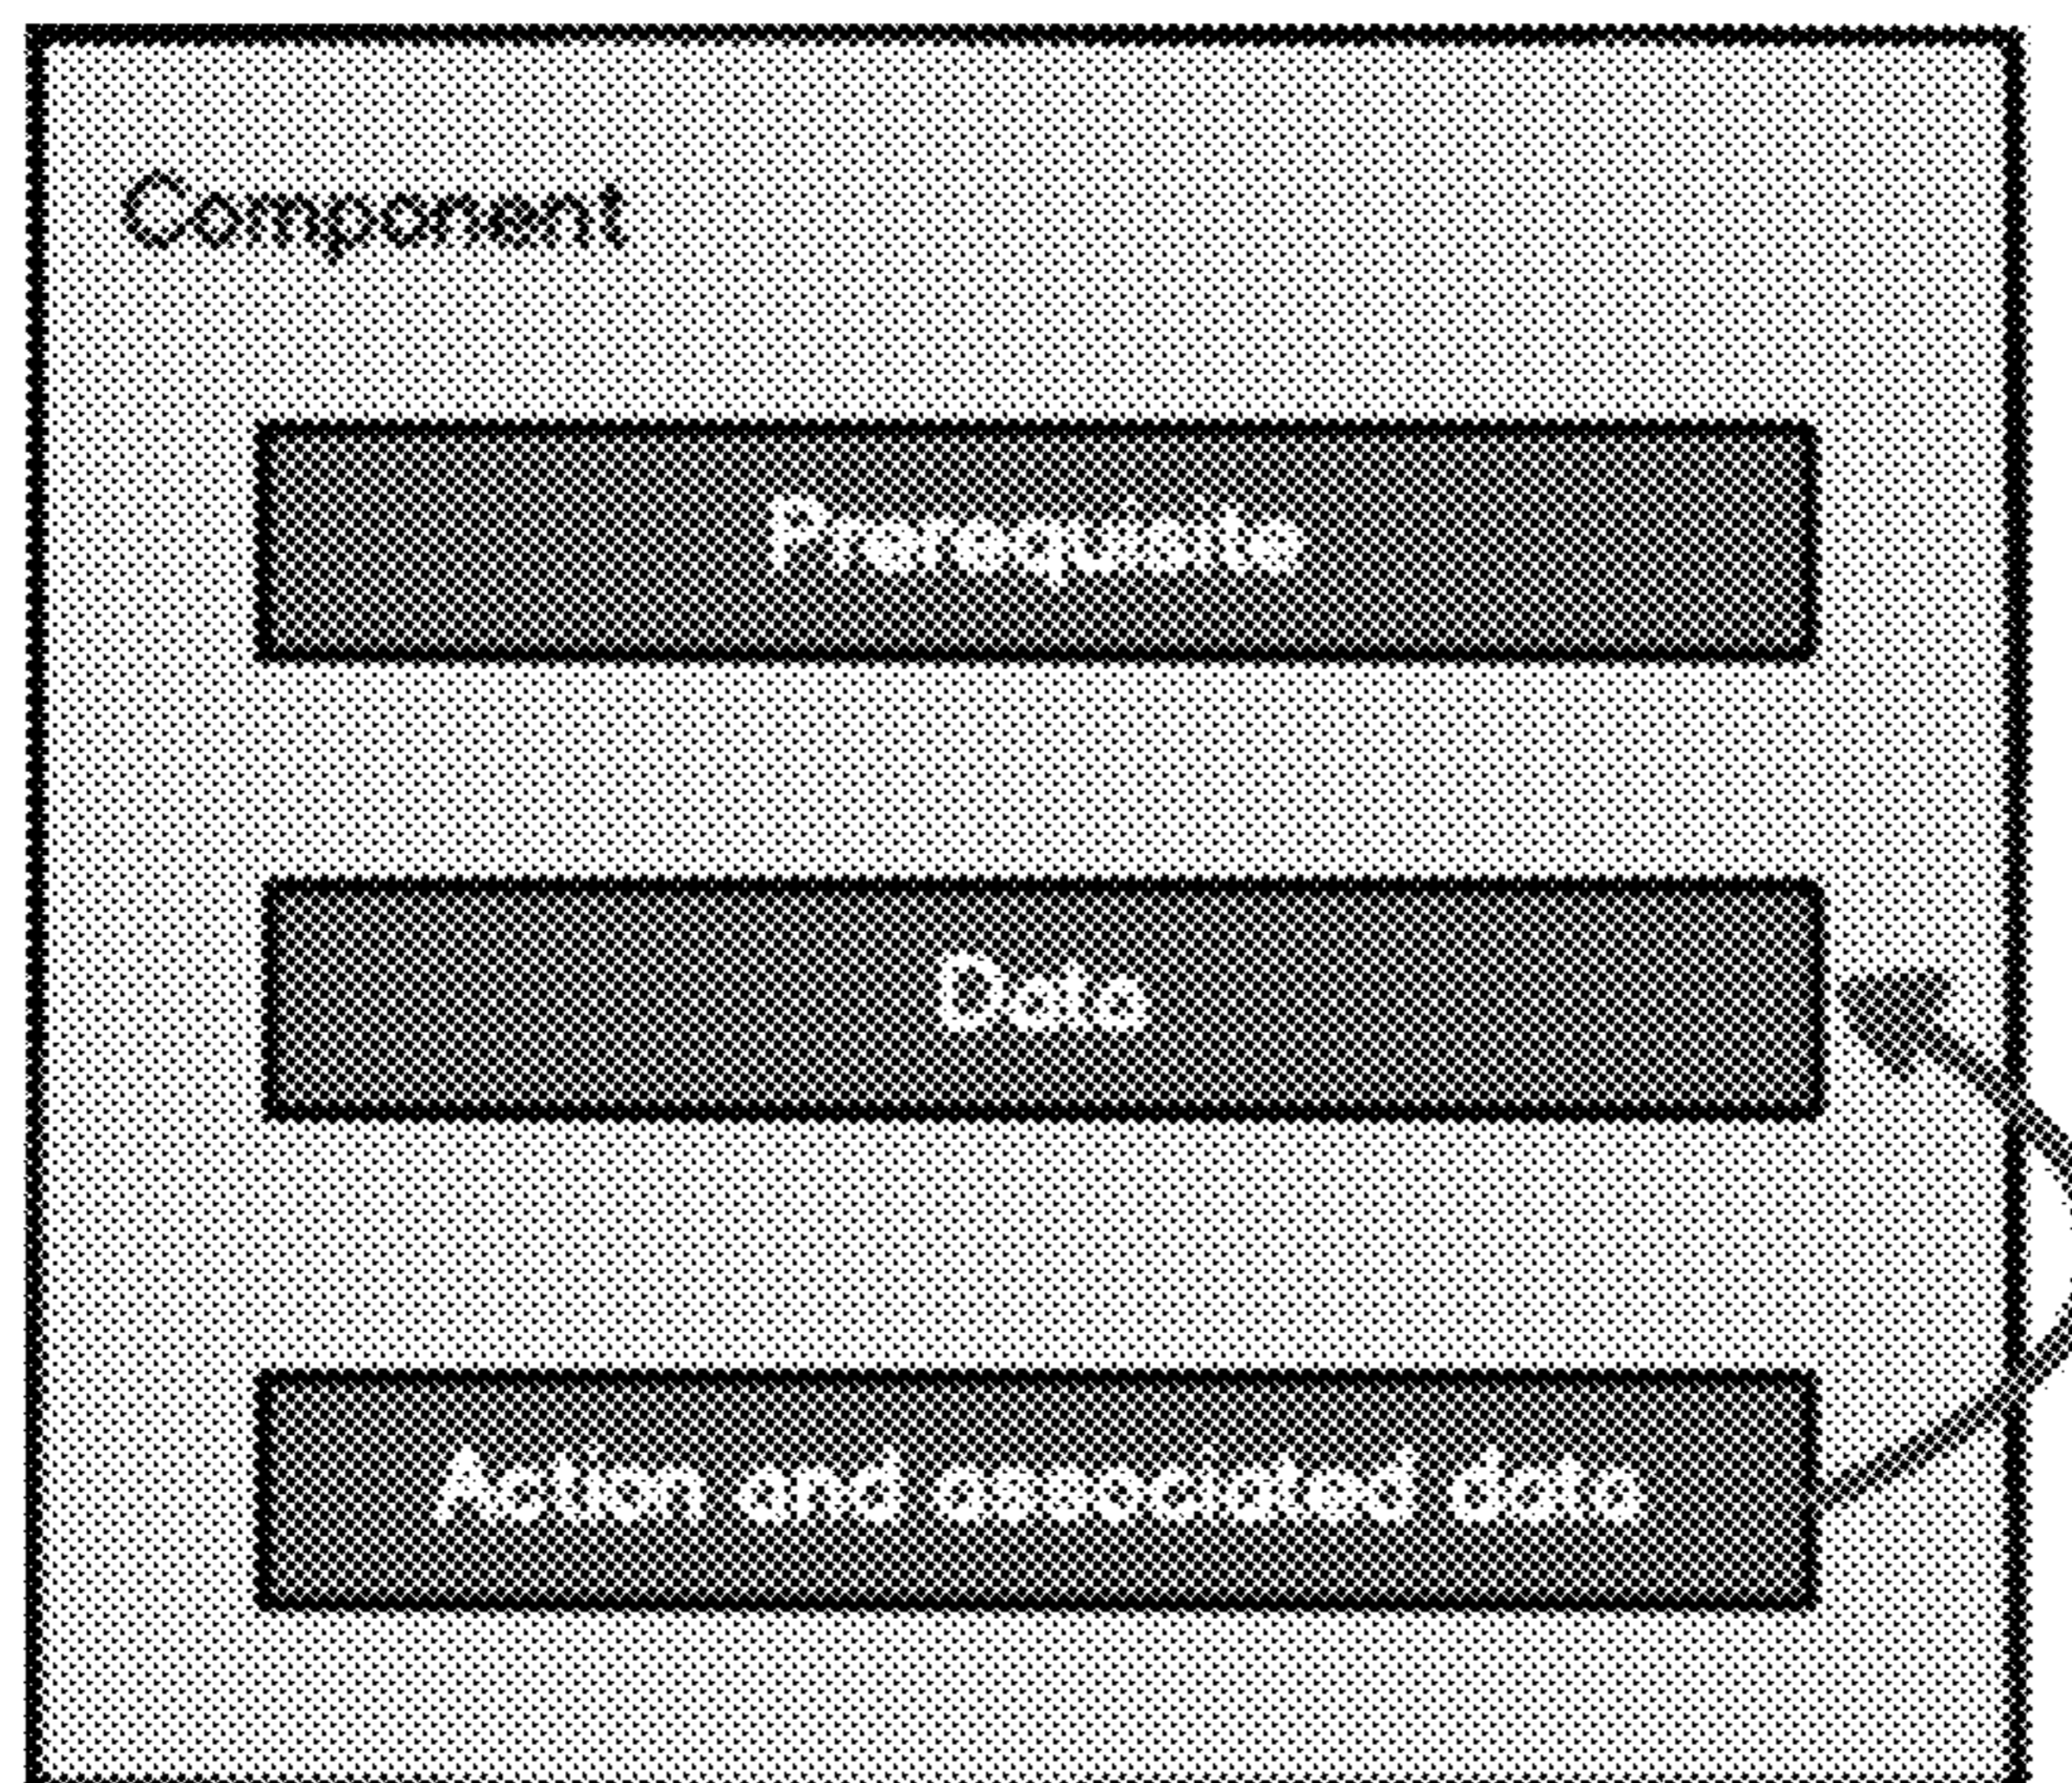 Component
Prerequisite
Data
Action and associated data